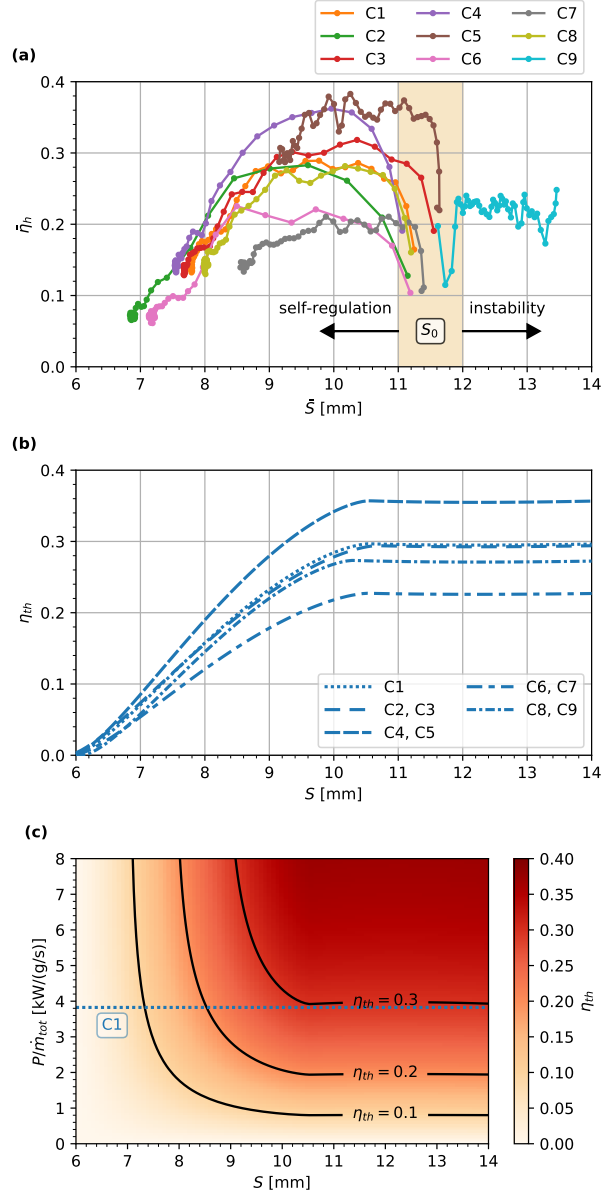 C1 C4 C7
C2 C5 C8
C3 C6 C9
(a)
0.4
0.3
0.2
0.1
0.0
η̄ₕ
self-regulation
S₀
instability
6 7 8 9 10 11 12 13 14
S̄ [mm]
(b)
0.4
0.3
0.2
0.1
0.0
ηₜₕ
C1 C6, C7
C2, C3 C8, C9
C4, C5
6 7 8 9 10 11 12 13 14
S [mm]
(c)
8
7
6
5
4
3
2
1
0
P/ṁₜₒₜ [kW/(g/s)]
ηₜₕ = 0.3
C1
ηₜₕ = 0.2
ηₜₕ = 0.1
6 7 8 9 10 11 12 13 14
S [mm]
0.40
0.35
0.30
0.25
0.20
0.15
0.10
0.05
0.00
ηₜₕ